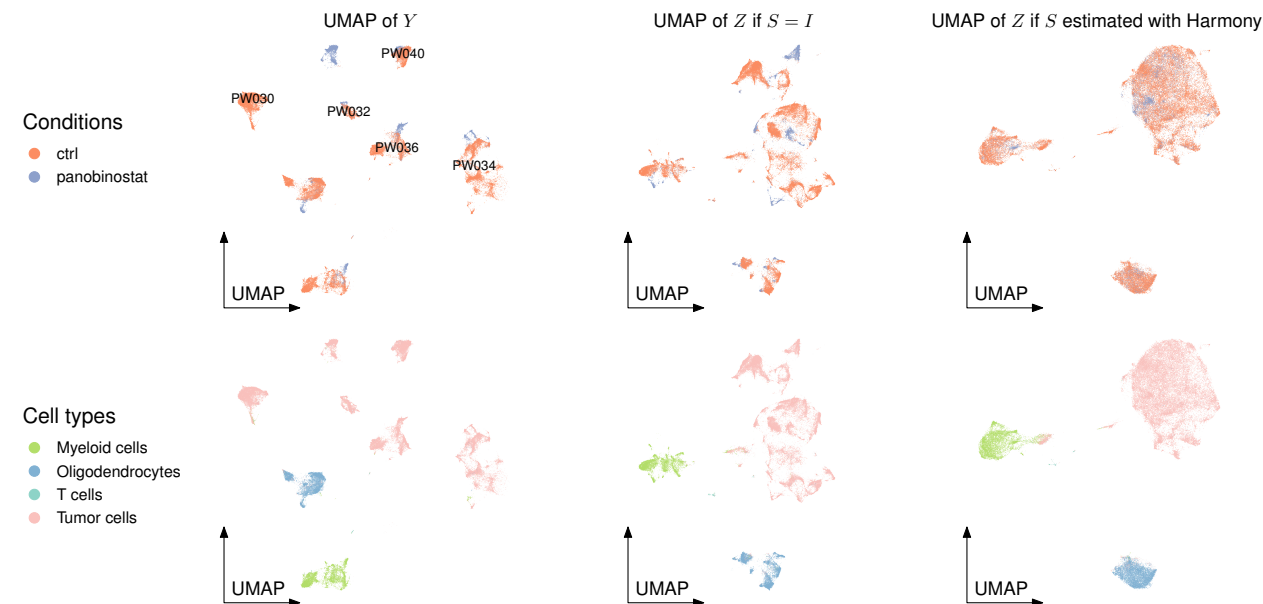 UMAP of Y
UMAP of Z if S = I
UMAP of Z if S estimated with Harmony
PW040
PW030
PW032
PW036
PW034
Conditions
ctrl
panobinostat
UMAP
UMAP
UMAP
Cell types
Myeloid cells
Oligodendrocytes
T cells
Tumor cells
UMAP
UMAP
UMAP